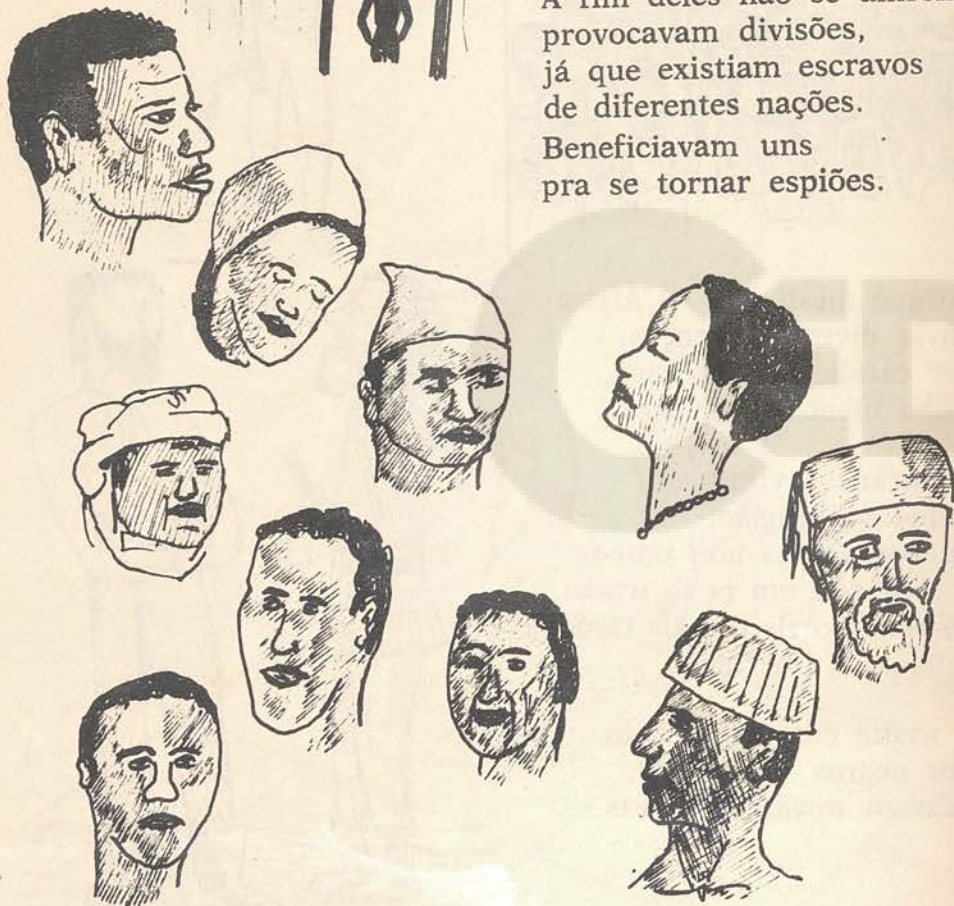 A fim deles não se
provocavam divisões,
já que existiam escravos
de diferentes nações.
Beneficiavam uns
pra se tornar espiões.